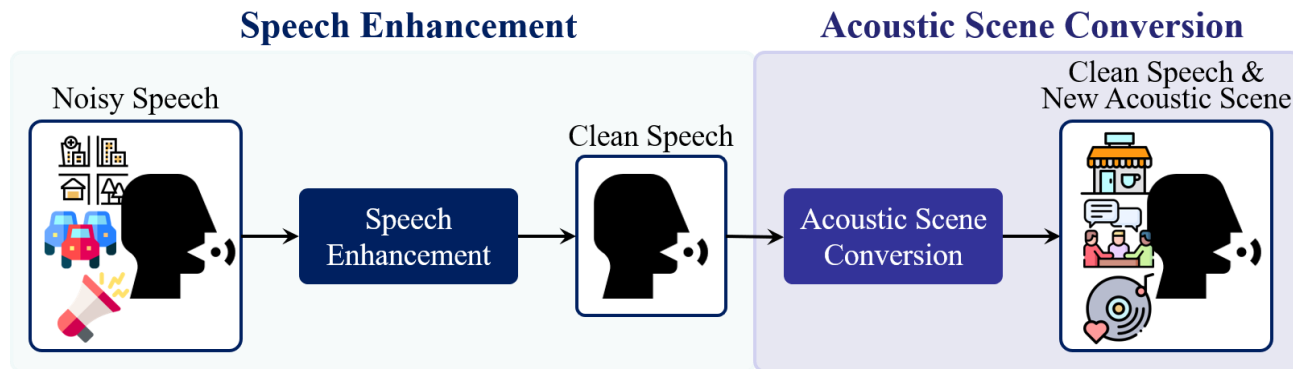 Speech Enhancement
Acoustic Scene Conversion
Noisy Speech
Clean Speech
Clean Speech &
New Acoustic Scene
Speech
Enhancement
Acoustic Scene
Conversion